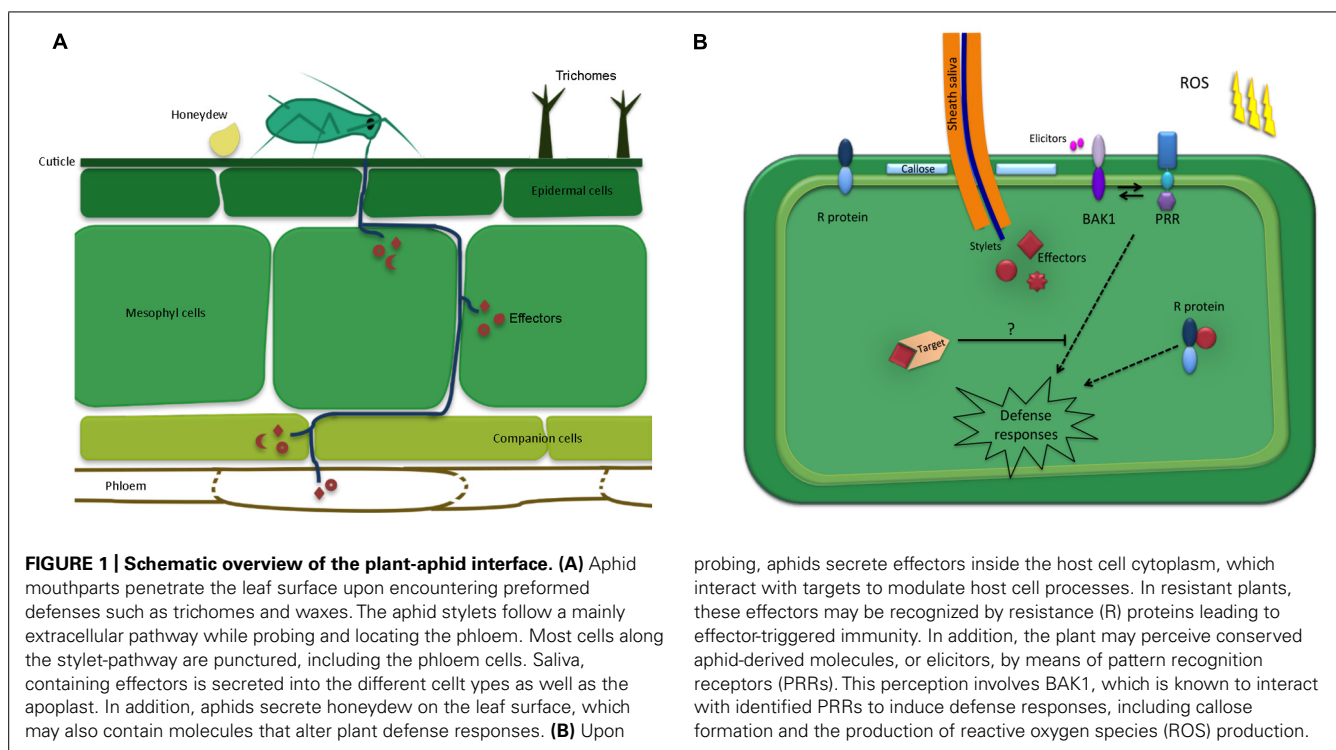 A
Trichomes
Honeydew
Cuticle
Epidermal cells
Mesophyl cells
Effectors
Companion cells
Phloem
B
Sheath saliva
ROS
Elicitors
Callose
R protein
BAK1
PRR
Stylets
Effectors
R protein
?
Target
Defense
responses
FIGURE 1 | Schematic overview of the plant-aphid interface. (A) Aphid
mouthparts penetrate the leaf surface upon encountering preformed
defenses such as trichomes and waxes. The aphid stylets follow a mainly
extracellular pathway while probing and locating the phloem. Most cells along
the stylet-pathway are punctured, including the phloem cells. Saliva,
containing effectors is secreted into the different cellt ypes as well as the
apoplast. In addition, aphids secrete honeydew on the leaf surface, which
may also contain molecules that alter plant defense responses. (B) Upon
probing, aphids secrete effectors inside the host cell cytoplasm, which
interact with targets to modulate host cell processes. In resistant plants,
these effectors may be recognized by resistance (R) proteins leading to
effector-triggered immunity. In addition, the plant may perceive conserved
aphid-derived molecules, or elicitors, by means of pattern recognition
receptors (PRRs). This perception involves BAK1, which is known to interact
with identified PRRs to induce defense responses, including callose
formation and the production of reactive oxygen species (ROS) production.